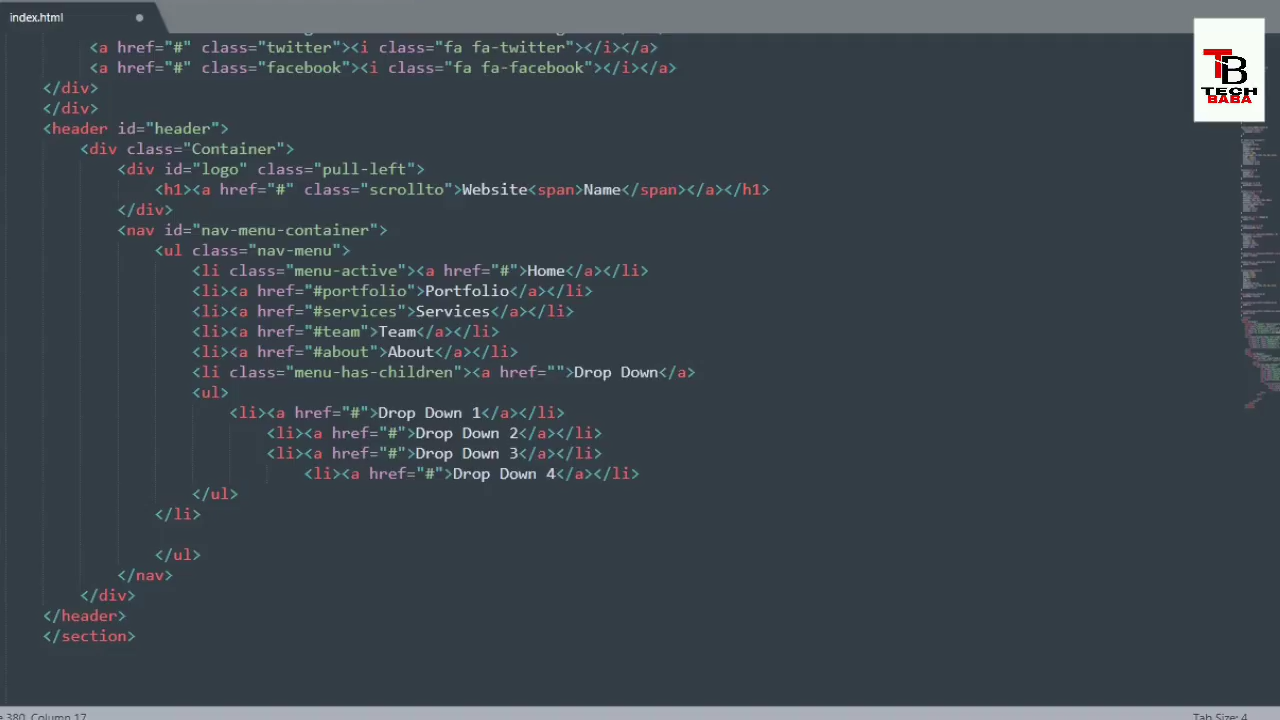 index.html
<a href="#" class="twitter"><i class="fa fa-twitter"></i></a>
<a href="#" class="facebook"><i class="fa fa-facebook"></i></a>
</div>
</div>
<header id="header">
<div class="Container">
<div id="logo" class="pull-left">
<h1><a href="#" class="scrollto">Website<span>Name</span></a></h1>
</div>
<nav id="nav-menu-container">
<ul class="nav-menu">
<li class="menu-active"><a href="#">Home</a></li>
<li><a href="#portfolio">Portfolio</a></li>
<li><a href="#services">Services</a></li>
<li><a href="#team">Team</a></li>
<li><a href="#about">About</a></li>
<li class="menu-has-children"><a href="">Drop Down</a>
<ul>
<li><a href="#">Drop Down 1</a></li>
<li><a href="#">Drop Down 2</a></li>
<li><a href="#">Drop Down 3</a></li>
<li><a href="#">Drop Down 4</a></li>
</ul>
</li>
</ul>
</nav>
</div>
</header>
</section>
380, Column 17
Tab Size: 4
TB
TECH
BABA